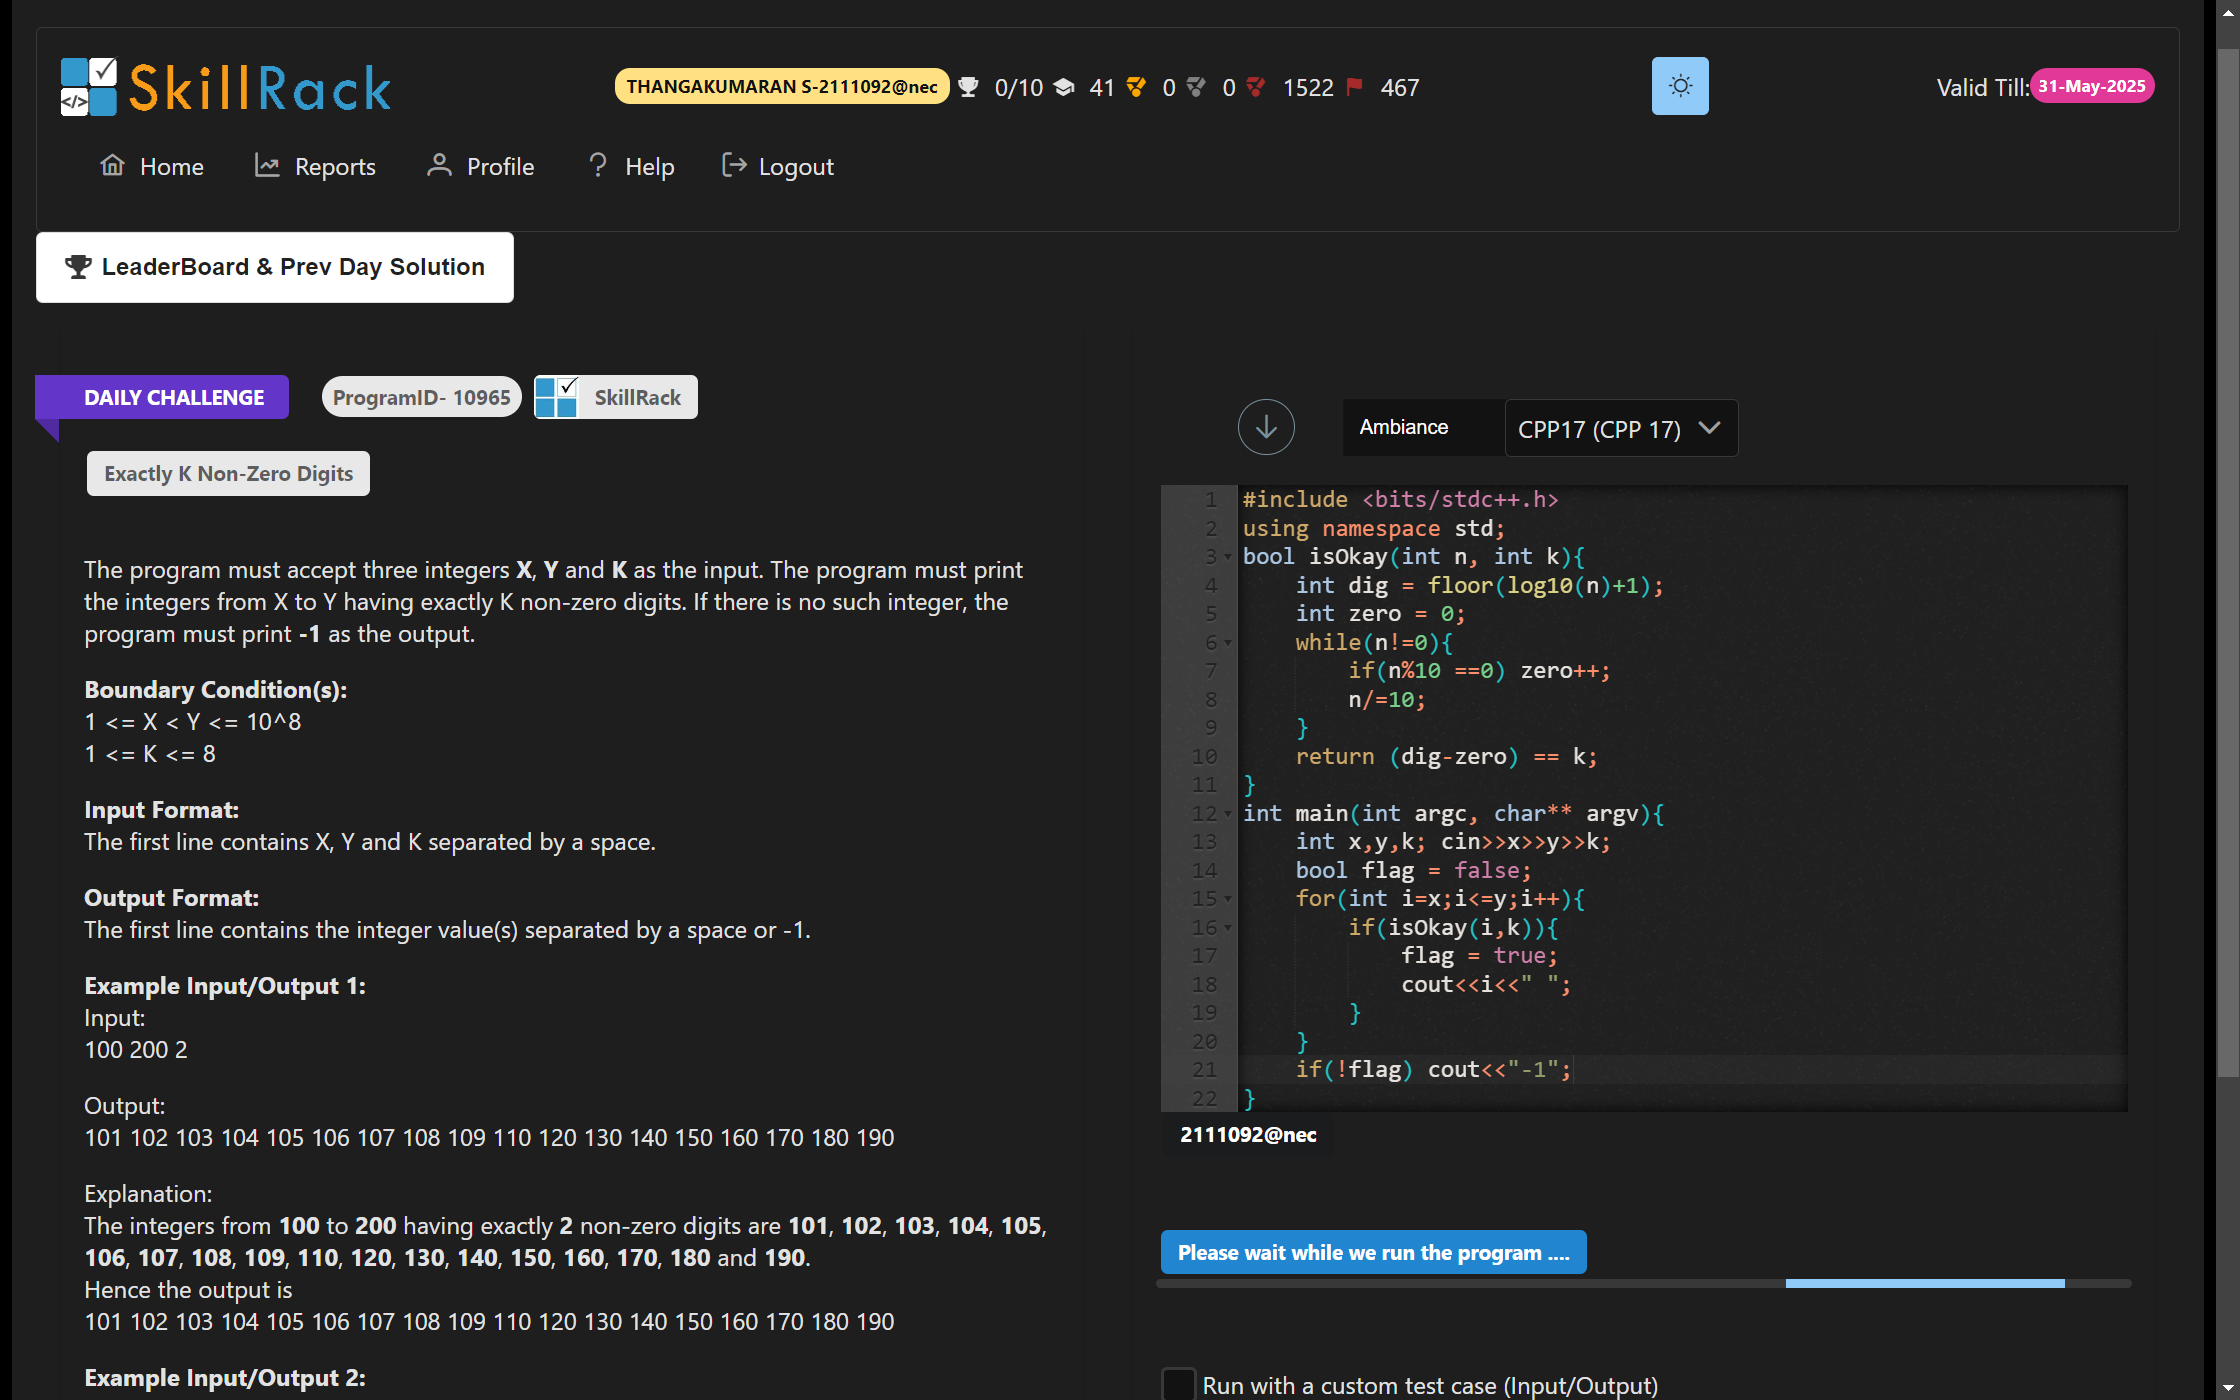 SkillRack
THANGAKUMARAN S-2111092@nec 0/10 41 0 0 1522 467
Valid Till: 31-May-2025
Home Reports Profile Help Logout
LeaderBoard & Prev Day Solution
DAILY CHALLENGE ProgramID- 10965 SkillRack
Exactly K Non-Zero Digits
The program must accept three integers X, Y and K as the input. The program must print
the integers from X to Y having exactly K non-zero digits. If there is no such integer, the
program must print -1 as the output.
Boundary Condition(s):
1 <= X < Y <= 10^8
1 <= K <= 8
Input Format:
The first line contains X, Y and K separated by a space.
Output Format:
The first line contains the integer value(s) separated by a space or -1.
Example Input/Output 1:
Input:
100 200 2
Output:
101 102 103 104 105 106 107 108 109 110 120 130 140 150 160 170 180 190
Explanation:
The integers from 100 to 200 having exactly 2 non-zero digits are 101, 102, 103, 104, 105,
106, 107, 108, 109, 110, 120, 130, 140, 150, 160, 170, 180 and 190.
Hence the output is
101 102 103 104 105 106 107 108 109 110 120 130 140 150 160 170 180 190
Example Input/Output 2:
Ambiance CPP17 (CPP 17)
1 #include <bits/stdc++.h>
2 using namespace std;
3 bool isOkay(int n, int k){
4     int dig = floor(log10(n)+1);
5     int zero = 0;
6     while(n!=0){
7         if(n%10 ==0) zero++;
8         n/=10;
9     }
10     return (dig-zero) == k;
11 }
12 int main(int argc, char** argv){
13     int x,y,k; cin>>x>>y>>k;
14     bool flag = false;
15     for(int i=x;i<=y;i++){
16         if(isOkay(i,k)){
17             flag = true;
18             cout<<i<<" ";
19         }
20     }
21     if(!flag) cout<<"-1";
22 }
2111092@nec
Please wait while we run the program ....
Run with a custom test case (Input/Output)